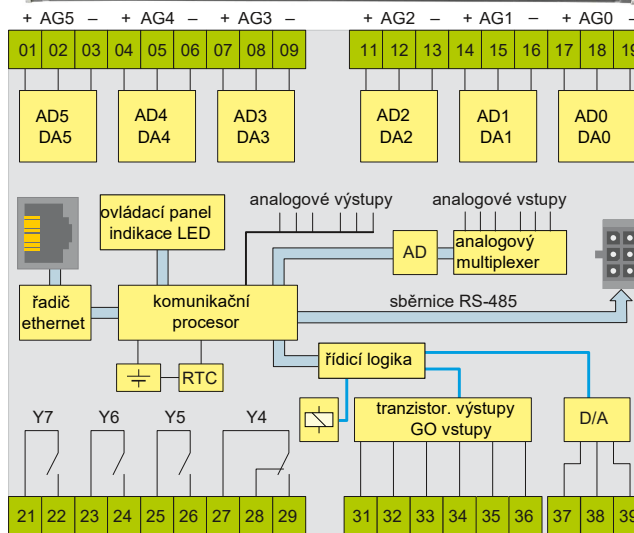 + AG5 − + AG4 − + AG3 − + AG2 − + AG1 − + AG0 −
01 02 03 04 05 06 07 08 09 11 12 13 14 15 16 17 18 19
AD5 AD4 AD3 AD2 AD1 AD0
DA5 DA4 DA3 DA2 DA1 DA0
analogové výstupy analogové vstupy
ovládací panel
indikace LED
AD
analogový
multiplexer
řadič
ethernet
komunikační
procesor
sběrnice RS-485
řídicí logika
RTC
Y7 Y6 Y5 Y4
tranzistor. výstupy
GO vstupy
D/A
21 22 23 24 25 26 27 28 29 31 32 33 34 35 36 37 38 39